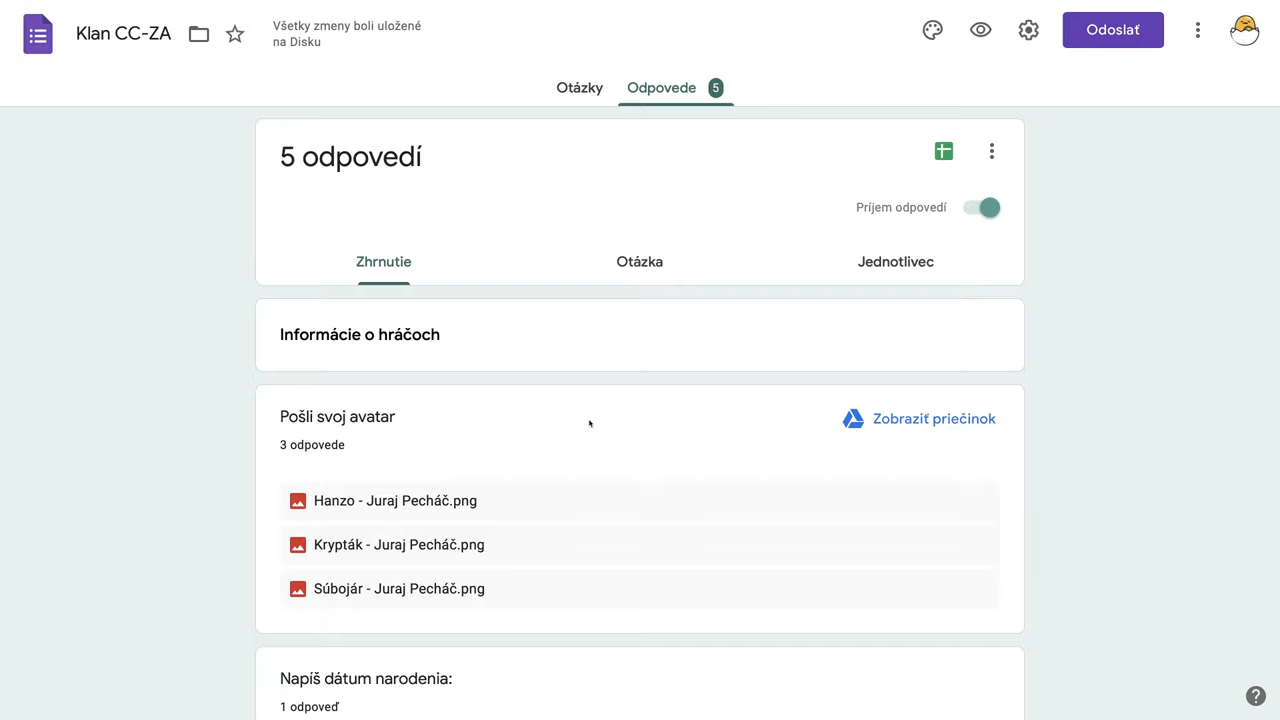 Klan CC-ZA
Všetky zmeny boli uložené
na Disku
Odoslať
Otázky
Odpovede 5
5 odpovedí
Príjem odpovedí
Zhrnutie
Otázka
Jednotlivec
Informácie o hráčoch
Pošli svoj avatar
Zobraziť priečinok
3 odpovede
Hanzo - Juraj Pecháč.png
Krypták - Juraj Pecháč.png
Súbojár - Juraj Pecháč.png
Napíš dátum narodenia:
1 odpoveď